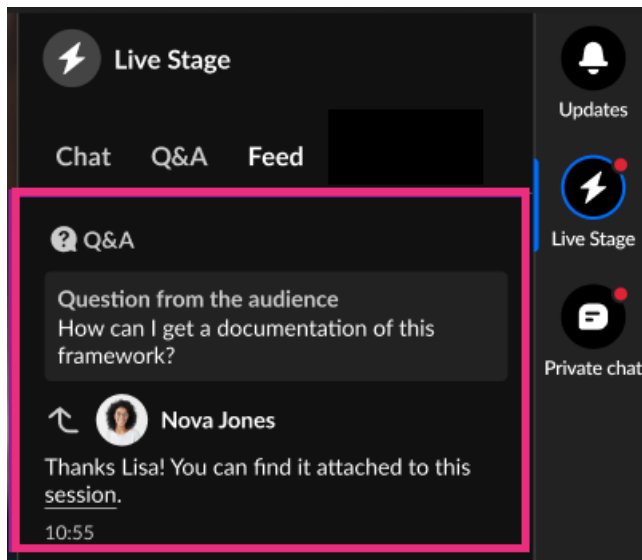 Live Stage
Chat Q&A Feed
Q&A
Question from the audience
How can I get a documentation of this
framework?
Nova Jones
Thanks Lisa! You can find it attached to this
session.
10:55
Updates
Live Stage
Private chat